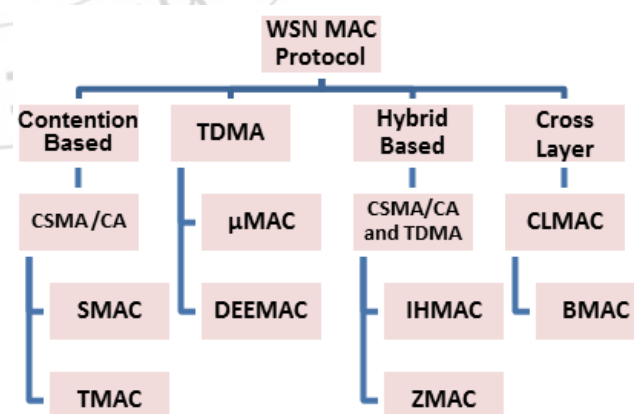 WSN MAC
Protocol
Contention
Based
TDMA
Hybrid
Based
Cross
Layer
CSMA/CA
µMAC
CSMA/CA
and TDMA
CLMAC
SMAC
DEEMAC
IHMAC
BMAC
TMAC
ZMAC